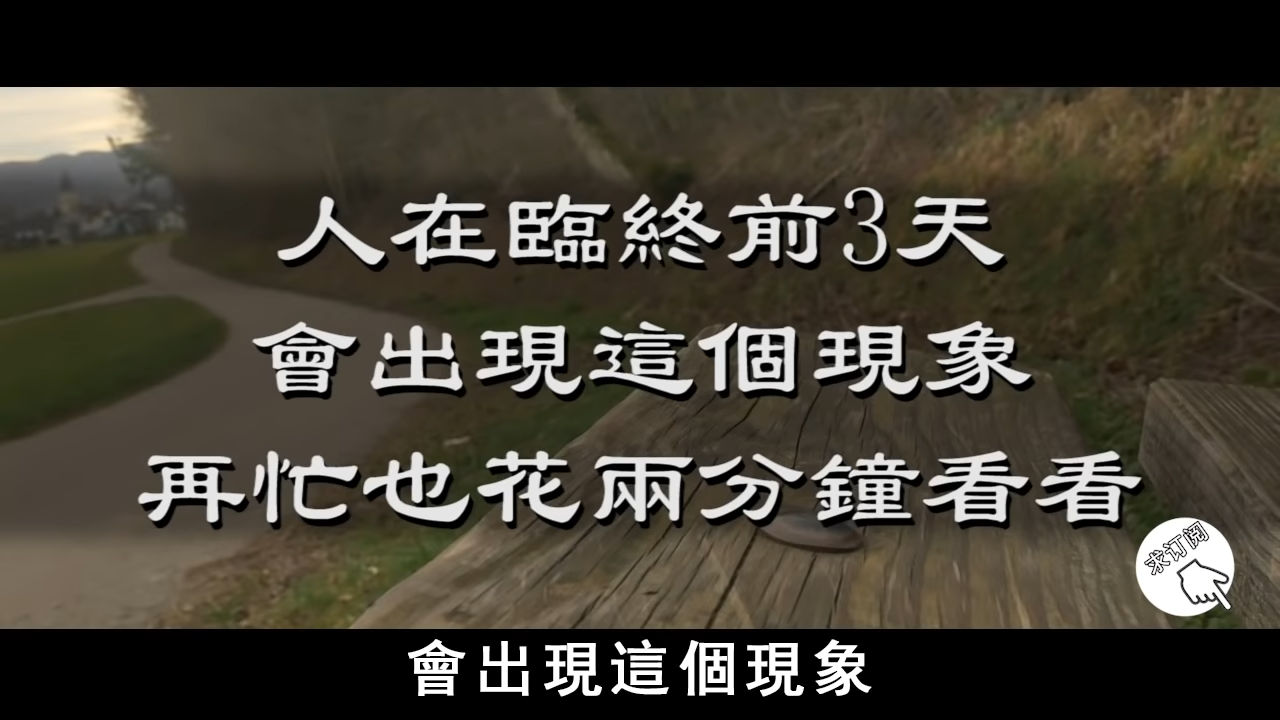 人在臨終前3天
會出現這個現象
再忙也花兩分鐘看看
求订阅
會出現這個現象